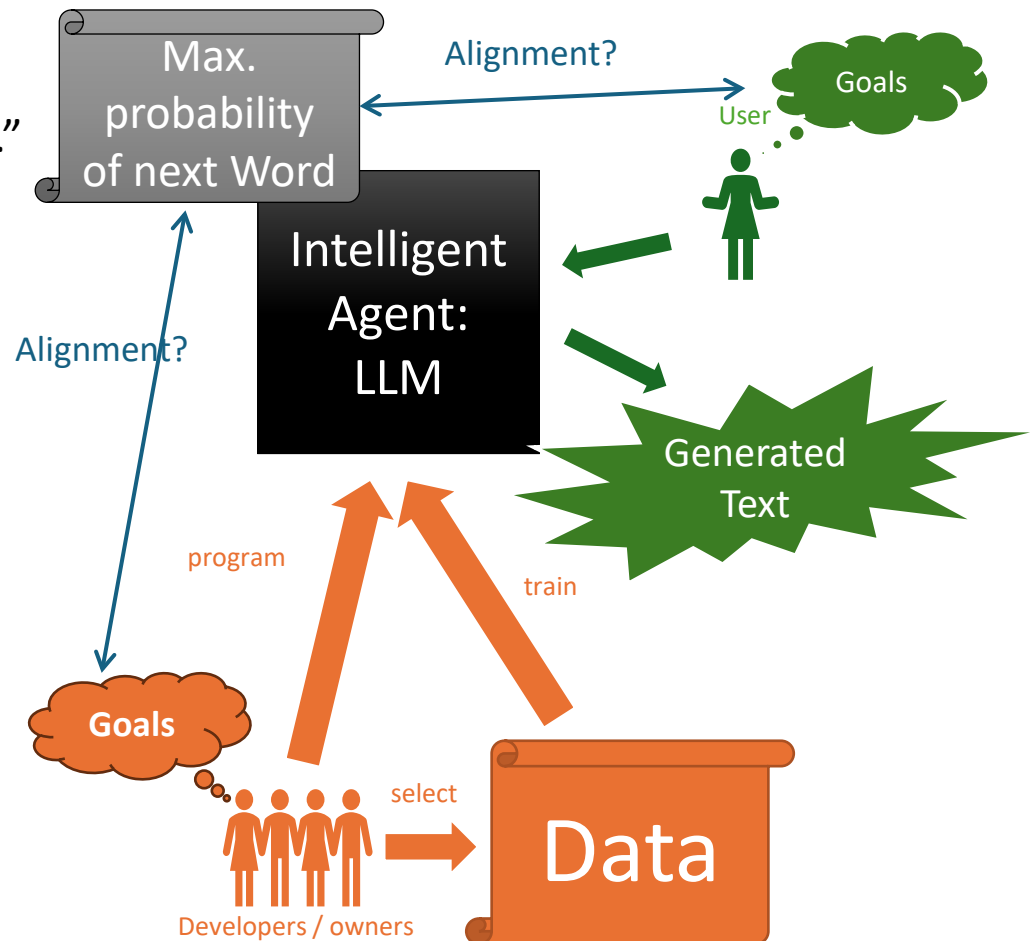 Max.
probability
of next Word
.”
Alignment?
Goals
User
Intelligent
Agent:
LLM
Alignment?
Generated
Text
program
train
Goals
select
Data
Developers / owners